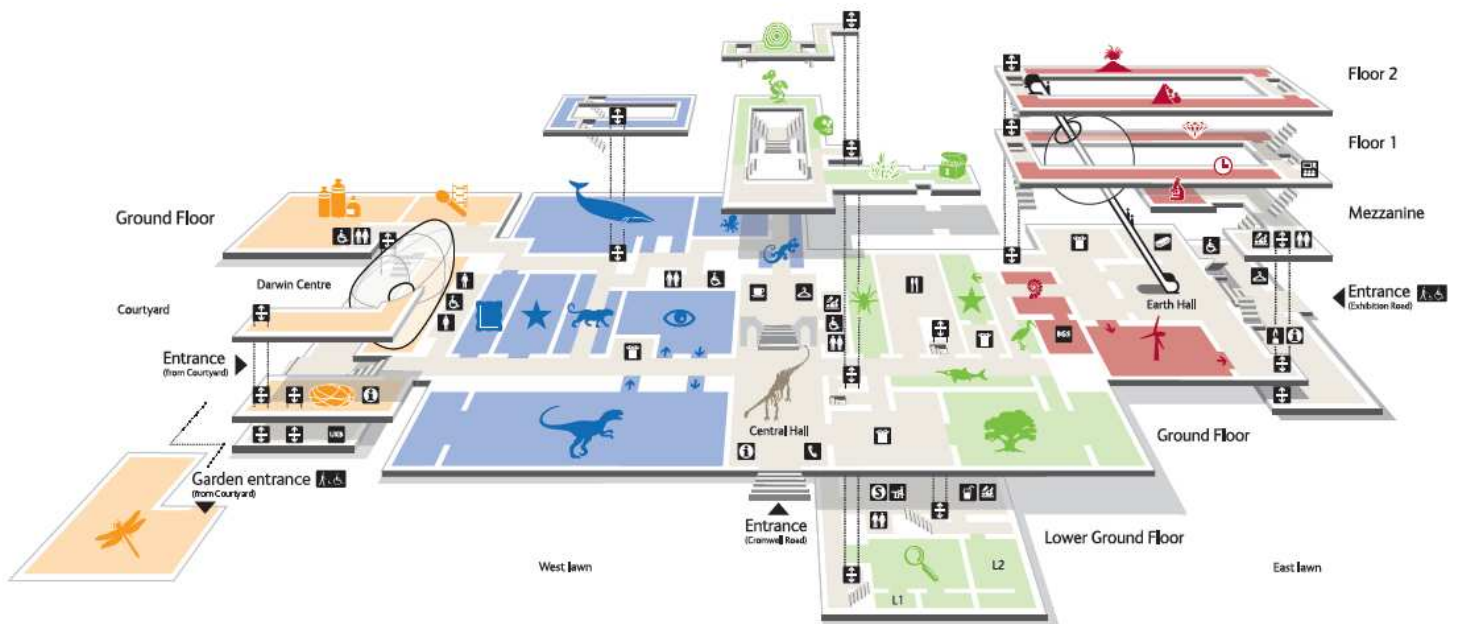 Floor 2
Floor 1
Mezzanine
Ground Floor
Darwin Centre
Courtyard
Entrance
(from Courtyard)
Earth Hall
Entrance
(Exhibition Road)
BGS
Central Hall
Ground Floor
Garden entrance
(from Courtyard)
Entrance
(Cromwell Road)
S
Lower Ground Floor
West lawn
L1
L2
East lawn